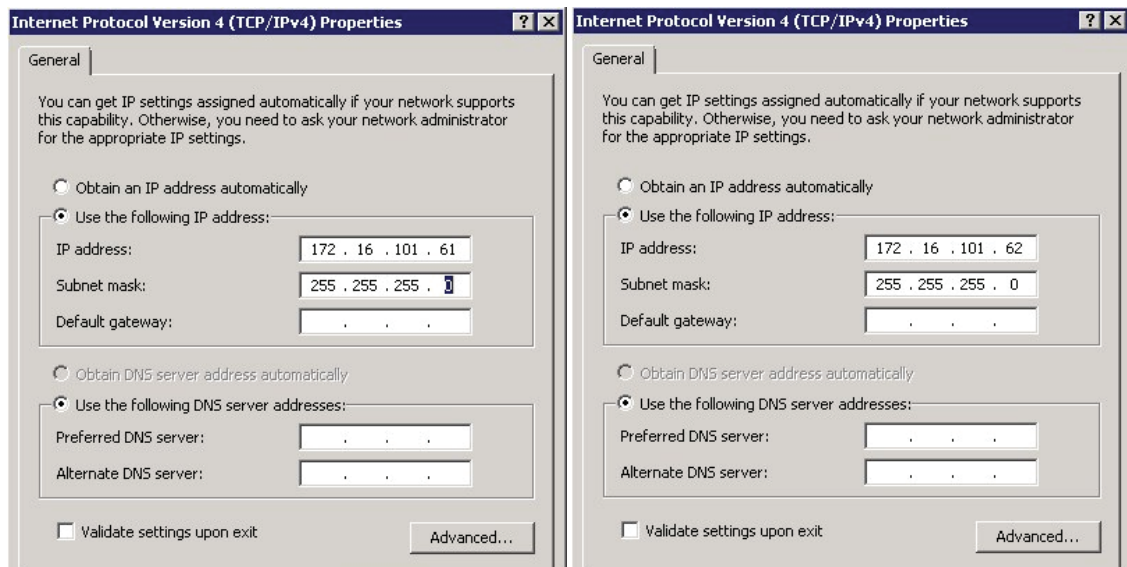 Internet Protocol Version 4 (TCP/IPv4) Properties
General
You can get IP settings assigned automatically if your network supports
this capability. Otherwise, you need to ask your network administrator
for the appropriate IP settings.
Obtain an IP address automatically
Use the following IP address:
IP address: 172 . 16 . 101 . 61
Subnet mask: 255 . 255 . 255 . 0
Default gateway: . . .
Obtain DNS server address automatically
Use the following DNS server addresses:
Preferred DNS server: . . .
Alternate DNS server: . . .
Validate settings upon exit
Advanced...
Internet Protocol Version 4 (TCP/IPv4) Properties
General
You can get IP settings assigned automatically if your network supports
this capability. Otherwise, you need to ask your network administrator
for the appropriate IP settings.
Obtain an IP address automatically
Use the following IP address:
IP address: 172 . 16 . 101 . 62
Subnet mask: 255 . 255 . 255 . 0
Default gateway: . . .
Obtain DNS server address automatically
Use the following DNS server addresses:
Preferred DNS server: . . .
Alternate DNS server: . . .
Validate settings upon exit
Advanced...